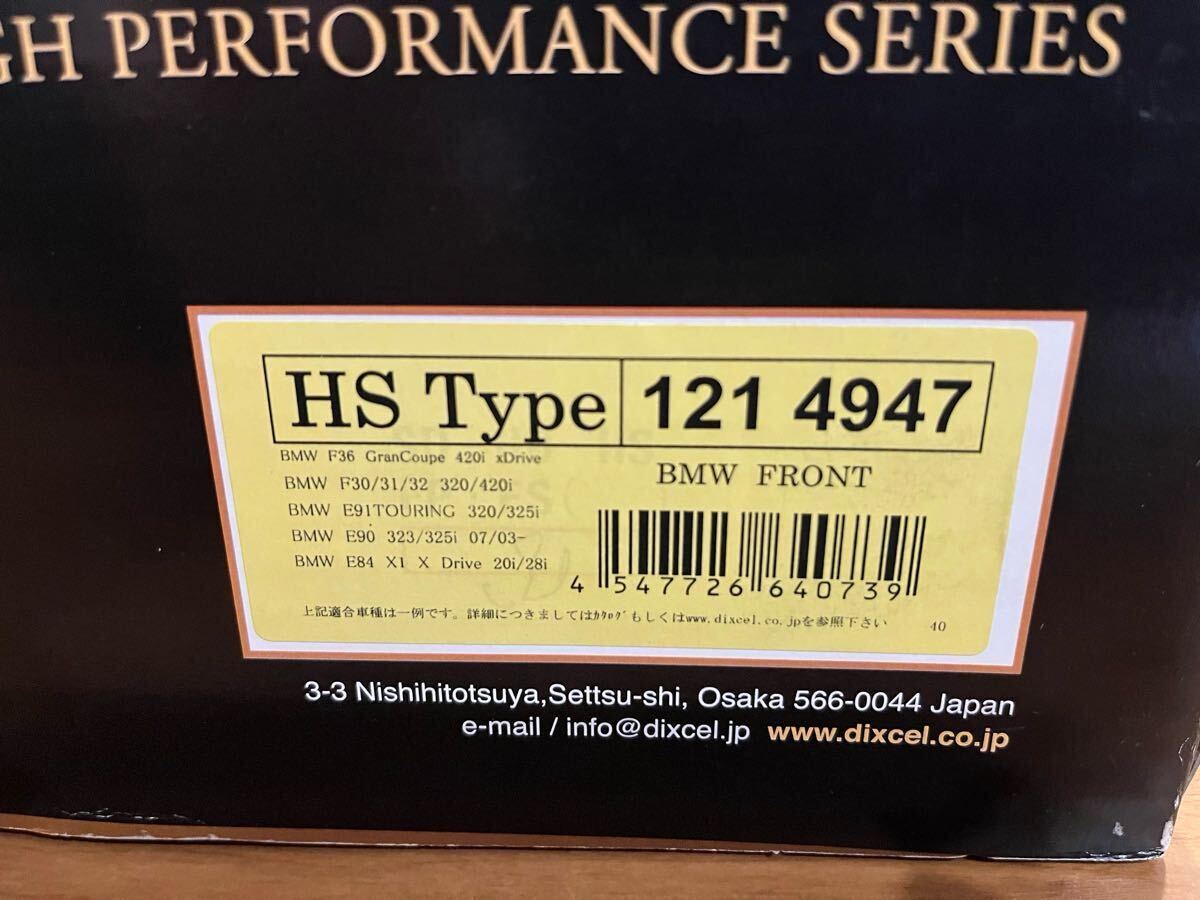 GH PERFORMANCE SERIES
HS Type 121 4947
BMW F36 GranCoupe 420i xDrive
BMW F30/31/32 320/420i
BMW E91TOURING 320/325i
BMW E90 323/325i 07/03-
BMW E84 X1 X Drive 20i/28i
BMW FRONT
4 547726 640739
上記適合車種は一例です。詳細につきましてはｶﾀﾛｸﾞもしくはwww.dixcel.co.jpを参照下さい 40
3-3 Nishihitotsuya,Settsu-shi, Osaka 566-0044 Japan
e-mail / info@dixcel.jp www.dixcel.co.jp